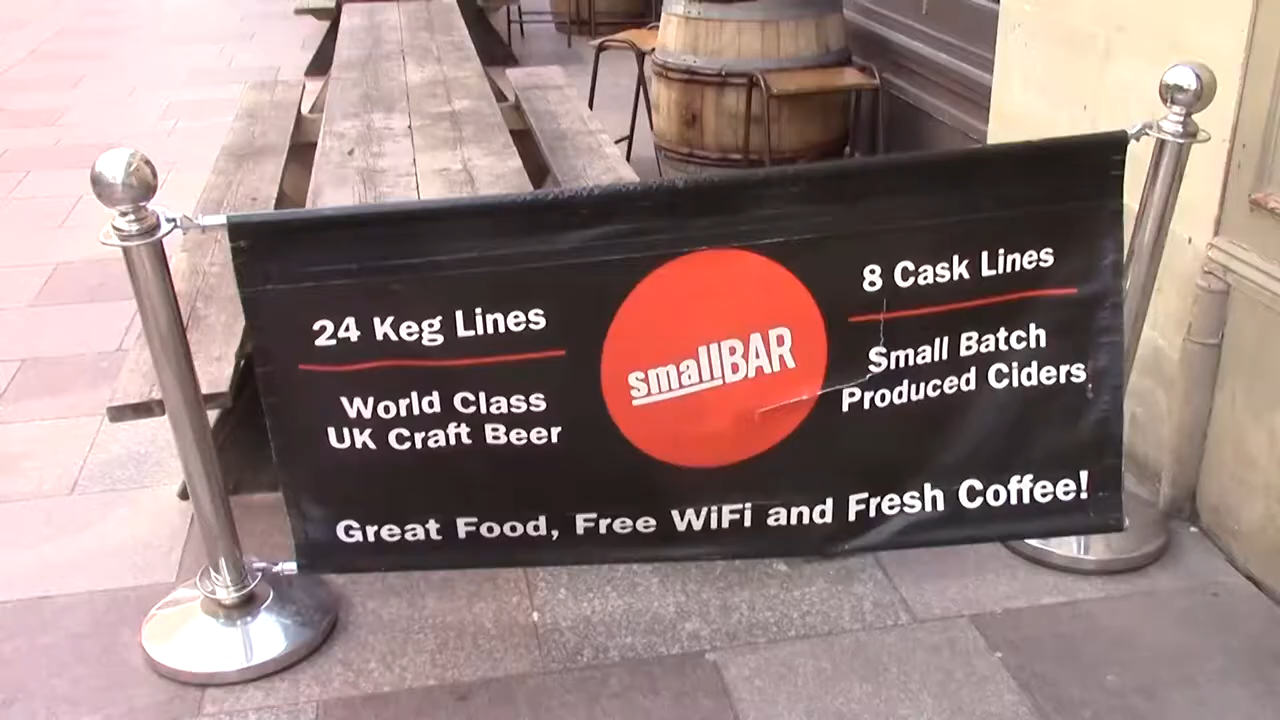 24 Keg Lines
World Class
UK Craft Beer
smallBAR
8 Cask Lines
Small Batch
Produced Ciders
Great Food, Free WiFi and Fresh Coffee!